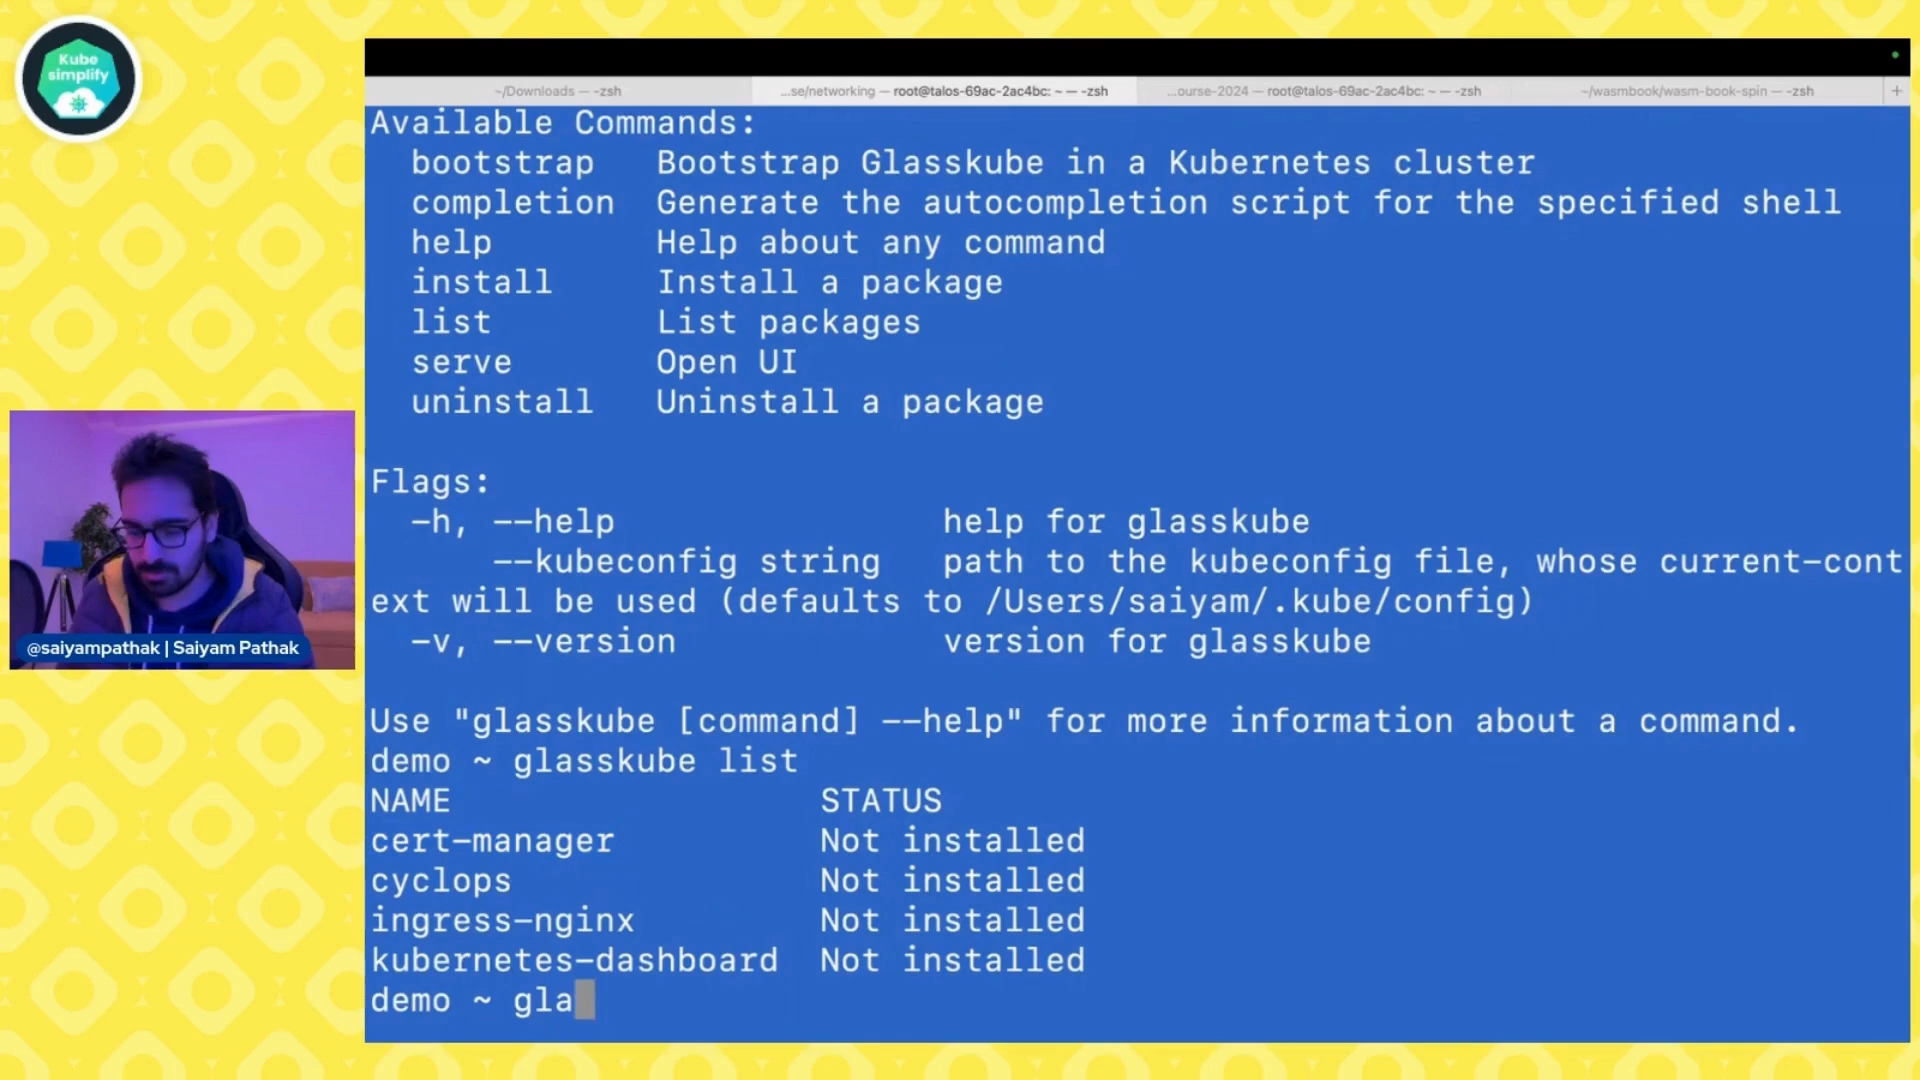 Kube
simplify
~/Downloads — -zsh
...se/networking — root@talos-69ac-2ac4bc: ~ — -zsh
...ourse-2024 — root@talos-69ac-2ac4bc: ~ — -zsh
~/wasmbook/wasm-book-spin — -zsh
+
Available Commands:
bootstrap Bootstrap Glasskube in a Kubernetes cluster
completion Generate the autocompletion script for the specified shell
help Help about any command
install Install a package
list List packages
serve Open UI
uninstall Uninstall a package
Flags:
-h, --help help for glasskube
--kubeconfig string path to the kubeconfig file, whose current-cont
ext will be used (defaults to /Users/saiyam/.kube/config)
-v, --version version for glasskube
Use "glasskube [command] --help" for more information about a command.
demo ~ glasskube list
NAME STATUS
cert-manager Not installed
cyclops Not installed
ingress-nginx Not installed
kubernetes-dashboard Not installed
demo ~ gla
@saiyampathak | Saiyam Pathak